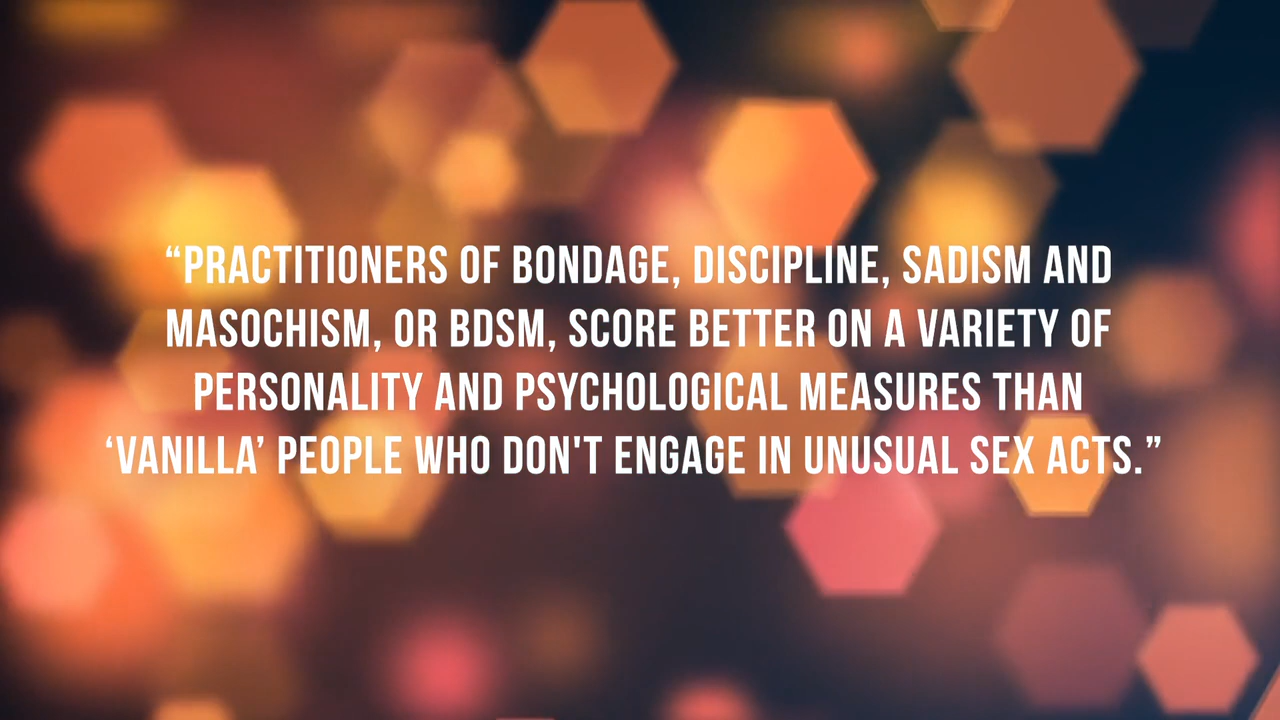 “PRACTITIONERS OF BONDAGE, DISCIPLINE, SADISM AND
MASOCHISM, OR BDSM, SCORE BETTER ON A VARIETY OF
PERSONALITY AND PSYCHOLOGICAL MEASURES THAN
‘VANILLA’ PEOPLE WHO DON'T ENGAGE IN UNUSUAL SEX ACTS.”